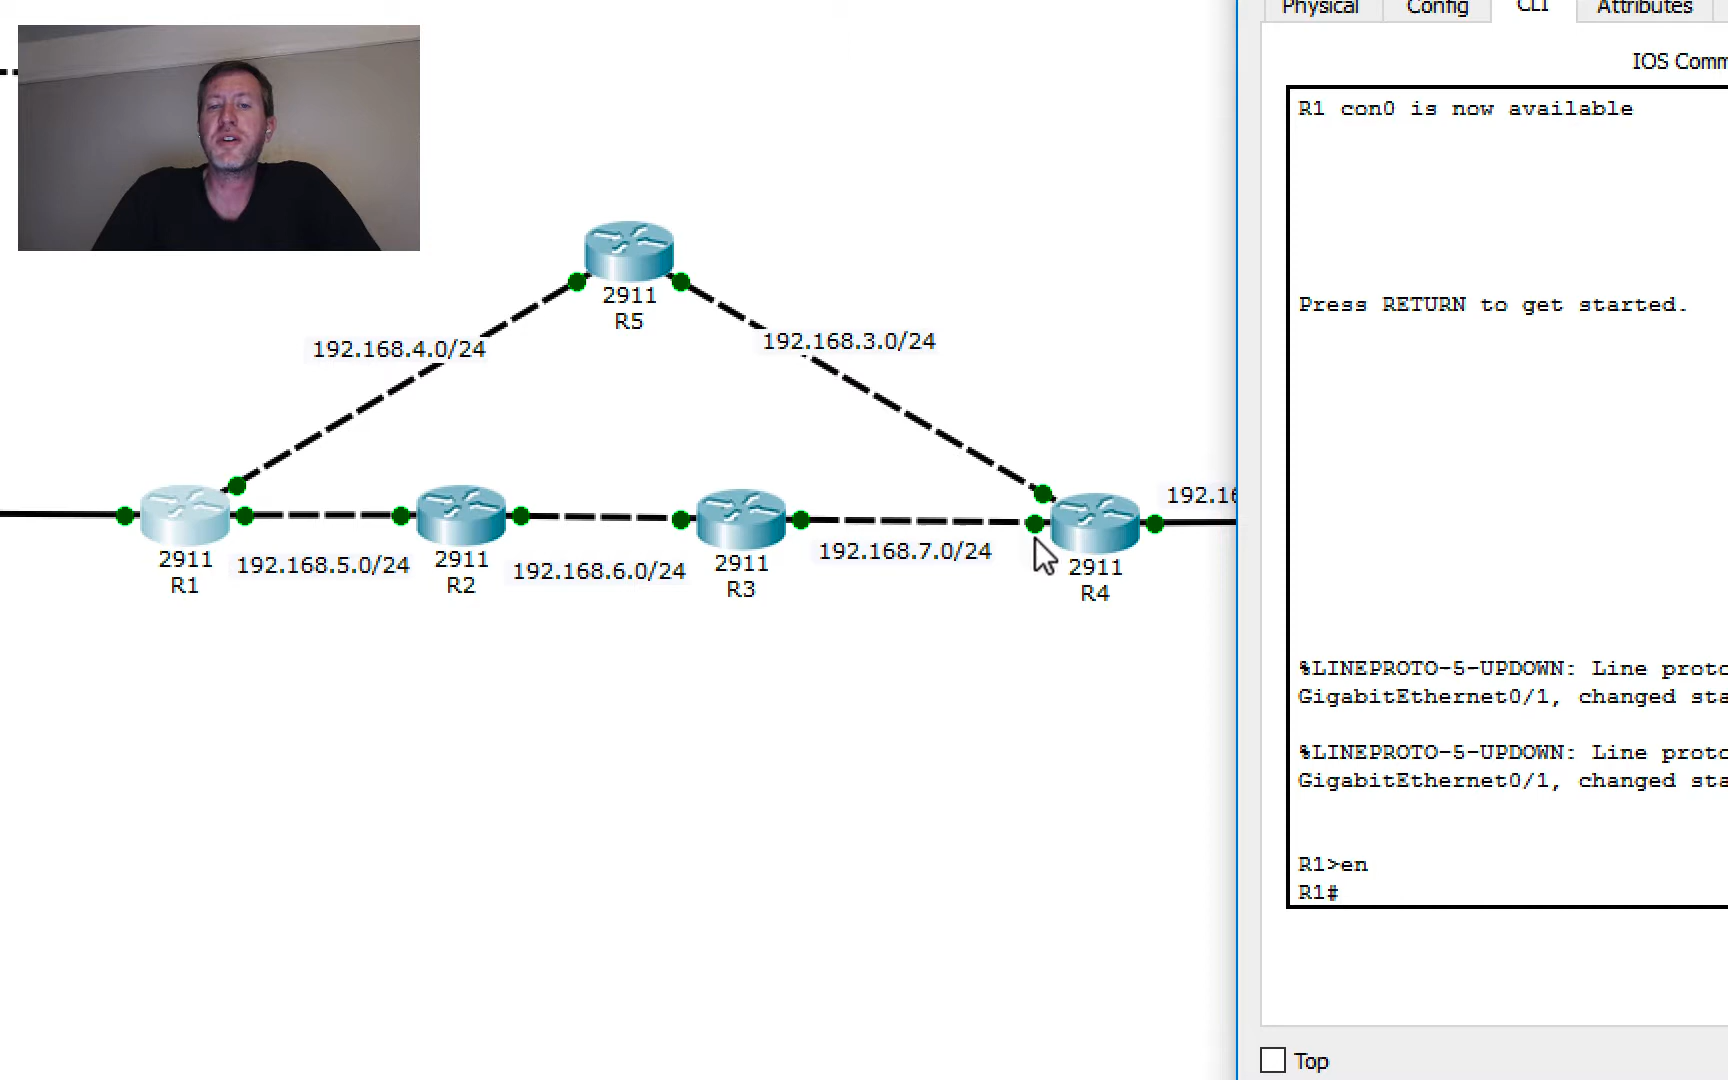 Physical
Config
CLI
Attributes
IOS Comm
R1 con0 is now available
Press RETURN to get started.
%LINEPROTO-5-UPDOWN: Line proto
GigabitEthernet0/1, changed sta
%LINEPROTO-5-UPDOWN: Line proto
GigabitEthernet0/1, changed sta
R1>en
R1#
Top
2911
R5
192.168.4.0/24
192.168.3.0/24
192.16
2911
R1
192.168.5.0/24
2911
R2
192.168.6.0/24
2911
R3
192.168.7.0/24
2911
R4